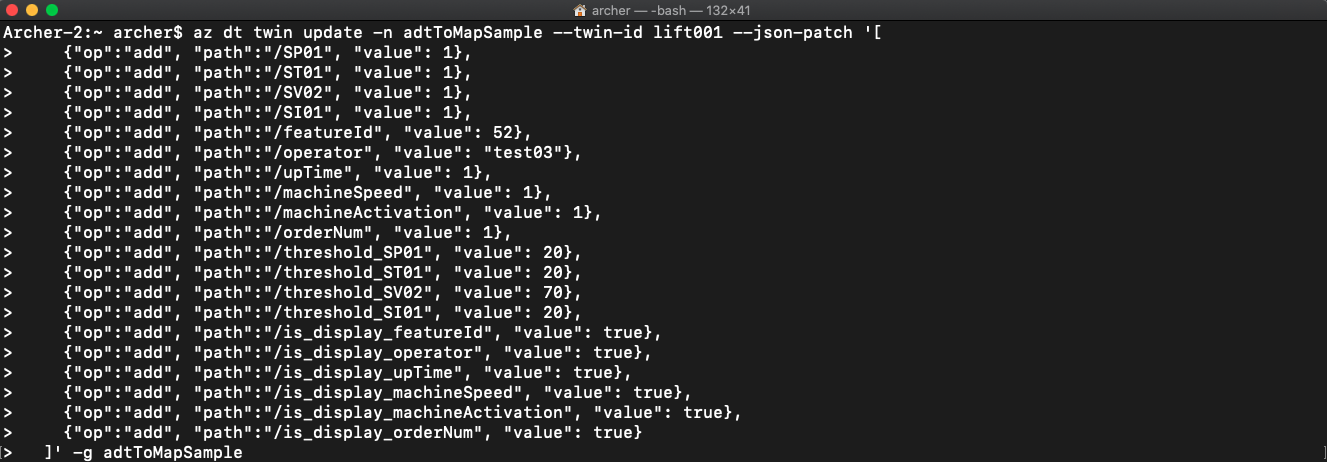 archer — -bash — 132×41
Archer-2:~ archer$ az dt twin update -n adtToMapSample --twin-id lift001 --json-patch '[
>     {"op":"add", "path":"/SP01", "value": 1},
>     {"op":"add", "path":"/ST01", "value": 1},
>     {"op":"add", "path":"/SV02", "value": 1},
>     {"op":"add", "path":"/SI01", "value": 1},
>     {"op":"add", "path":"/featureId", "value": 52},
>     {"op":"add", "path":"/operator", "value": "test03"},
>     {"op":"add", "path":"/upTime", "value": 1},
>     {"op":"add", "path":"/machineSpeed", "value": 1},
>     {"op":"add", "path":"/machineActivation", "value": 1},
>     {"op":"add", "path":"/orderNum", "value": 1},
>     {"op":"add", "path":"/threshold_SP01", "value": 20},
>     {"op":"add", "path":"/threshold_ST01", "value": 20},
>     {"op":"add", "path":"/threshold_SV02", "value": 70},
>     {"op":"add", "path":"/threshold_SI01", "value": 20},
>     {"op":"add", "path":"/is_display_featureId", "value": true},
>     {"op":"add", "path":"/is_display_operator", "value": true},
>     {"op":"add", "path":"/is_display_upTime", "value": true},
>     {"op":"add", "path":"/is_display_machineSpeed", "value": true},
>     {"op":"add", "path":"/is_display_machineActivation", "value": true},
>     {"op":"add", "path":"/is_display_orderNum", "value": true}
[>   ]' -g adtToMapSample ]